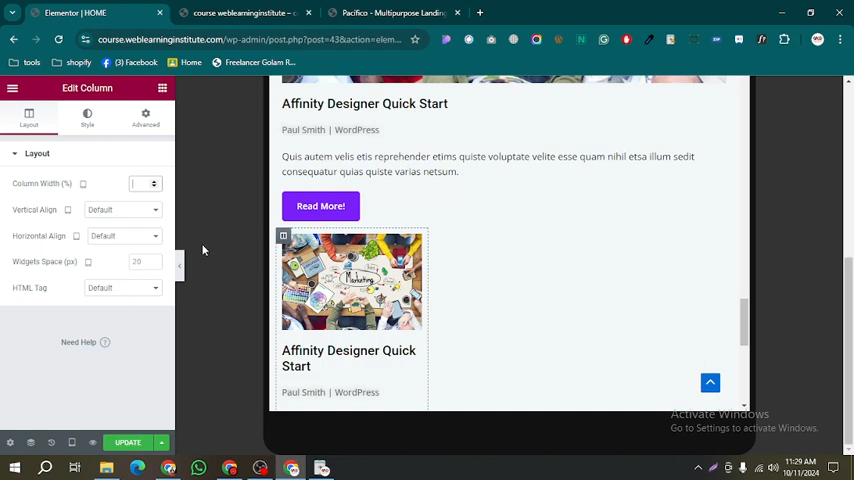 Elementor | HOME
course weblearninginstitute – c
Pacifico - Multipurpose Landing
course.weblearninginstitute.com/wp-admin/post.php?post=43&action=elem...
tools
shopify
(3) Facebook
Home
Freelancer Golam R...
Edit Column
Layout
Style
Advanced
Layout
Column Width (%)
Vertical Align
Default
Horizontal Align
Default
Widgets Space (px)
20
HTML Tag
Default
Need Help
?
UPDATE
Affinity Designer Quick Start
Paul Smith | WordPress
Quis autem velis etis reprehender etims quiste voluptate velite esse quam nihil etsa illum sedit
consequatur quias quiste varias netsum.
Read More!
Marketing
Affinity Designer Quick
Start
Paul Smith | WordPress
Activate Windows
Go to Settings to activate Windows.
11:29 AM
10/11/2024